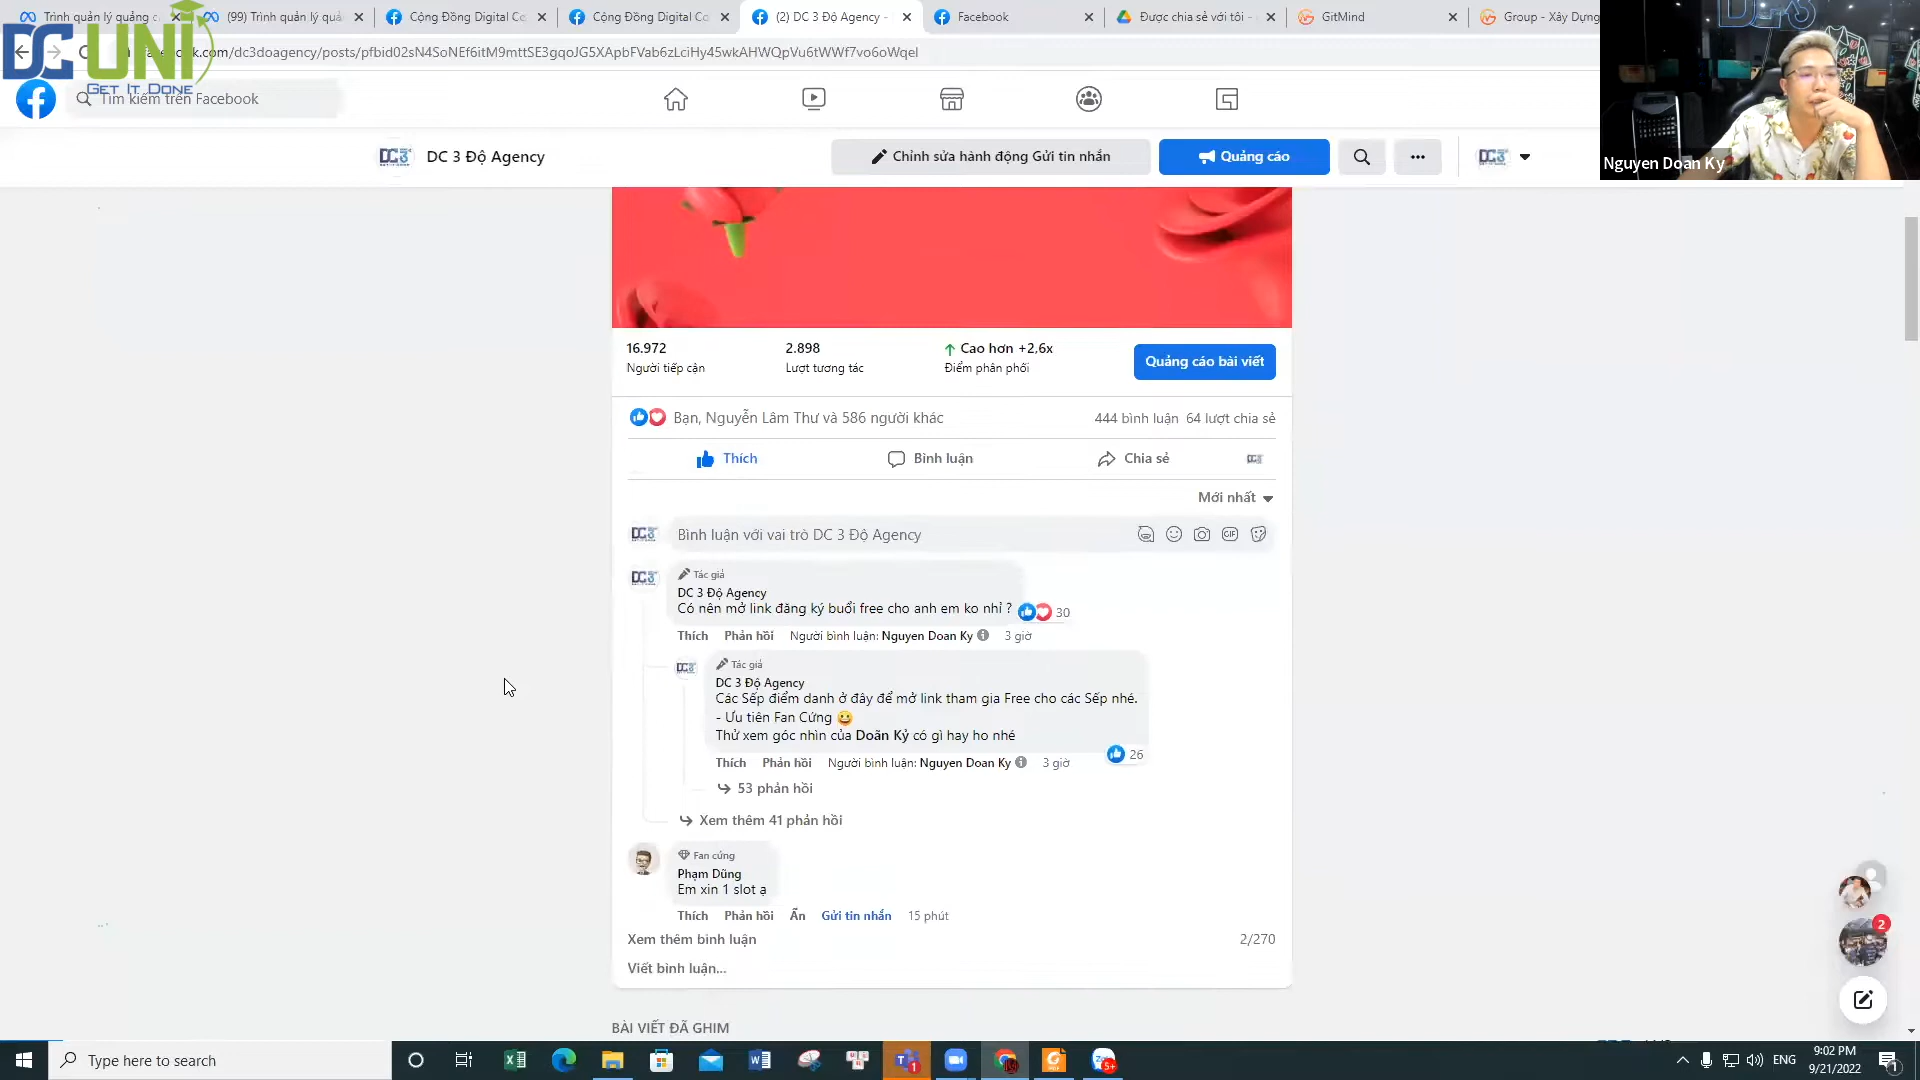 Trình quản lý quảng c
(99) Trình quản lý quả
Cộng Đồng Digital Co
Cộng Đồng Digital Co
(2) DC 3 Độ Agency -
Facebook
Được chia sẻ với tôi -
GitMind
Group - Xây Dựng
DC UNI
GET IT DONE
k.com/dc3doagency/posts/pfbid02sN4SoNEf6itM9mttSE3gqoJG5XApbFVab6zLciHy45wkAHWQpVu6tWWf7vo6oWqel
Tìm kiếm trên Facebook
DC 3 Độ Agency
Chỉnh sửa hành động Gửi tin nhắn
Quảng cáo
Nguyen Doan Ky
16.972
Người tiếp cận
2.898
Lượt tương tác
Cao hơn +2,6x
Điểm phân phối
Quảng cáo bài viết
Bạn, Nguyễn Lâm Thư và 586 người khác
444 bình luận 64 lượt chia sẻ
Thích
Bình luận
Chia sẻ
Mới nhất
Bình luận với vai trò DC 3 Độ Agency
GIF
Tác giả
DC 3 Độ Agency
Có nên mở link đăng ký buổi free cho anh em ko nhỉ ?
30
Thích Phản hồi Người bình luận: Nguyen Doan Ky 3 giờ
Tác giả
DC 3 Độ Agency
Các Sếp điểm danh ở đây để mở link tham gia Free cho các Sếp nhé.
- Ưu tiên Fan Cứng 😀
Thử xem góc nhìn của Doãn Kỷ có gì hay ho nhé
26
Thích Phản hồi Người bình luận: Nguyen Doan Ky 3 giờ
53 phản hồi
Xem thêm 41 phản hồi
Fan cứng
Phạm Dũng
Em xin 1 slot ạ
Thích Phản hồi Ẩn Gửi tin nhắn 15 phút
Xem thêm bình luận
2/270
Viết bình luận...
BÀI VIẾT ĐÃ GHIM
2
Type here to search
ENG
9:02 PM
9/21/2022